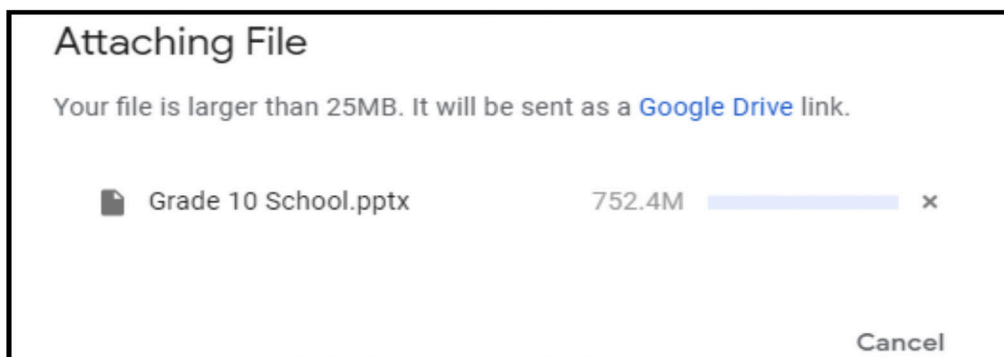 Attaching File
Your file is larger than 25MB. It will be sent as a Google Drive link.
Grade 10 School.pptx 752.4M ×
Cancel